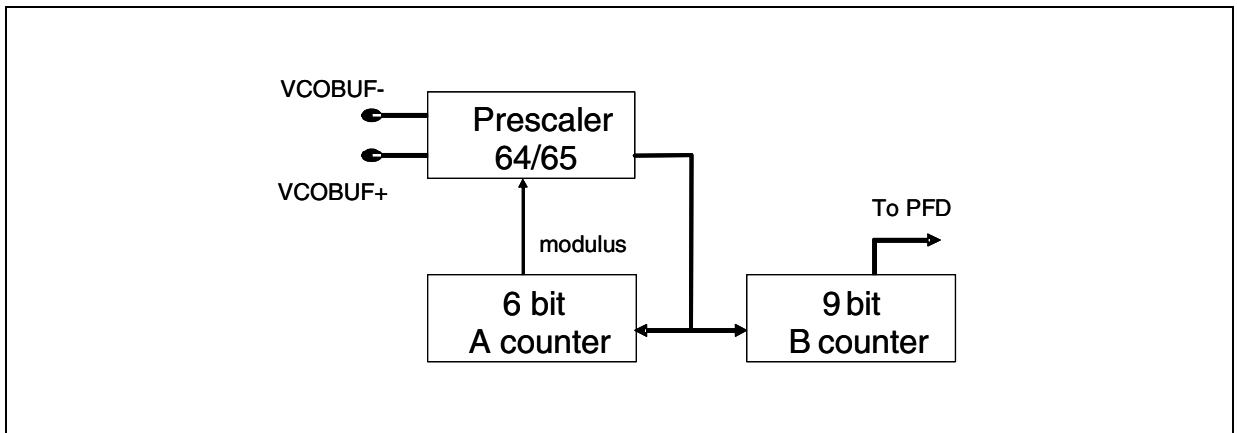 VCOBUF-
Prescaler
64/65
VCOBUF+
To PFD
modulus
6 bit
A counter
9 bit
B counter